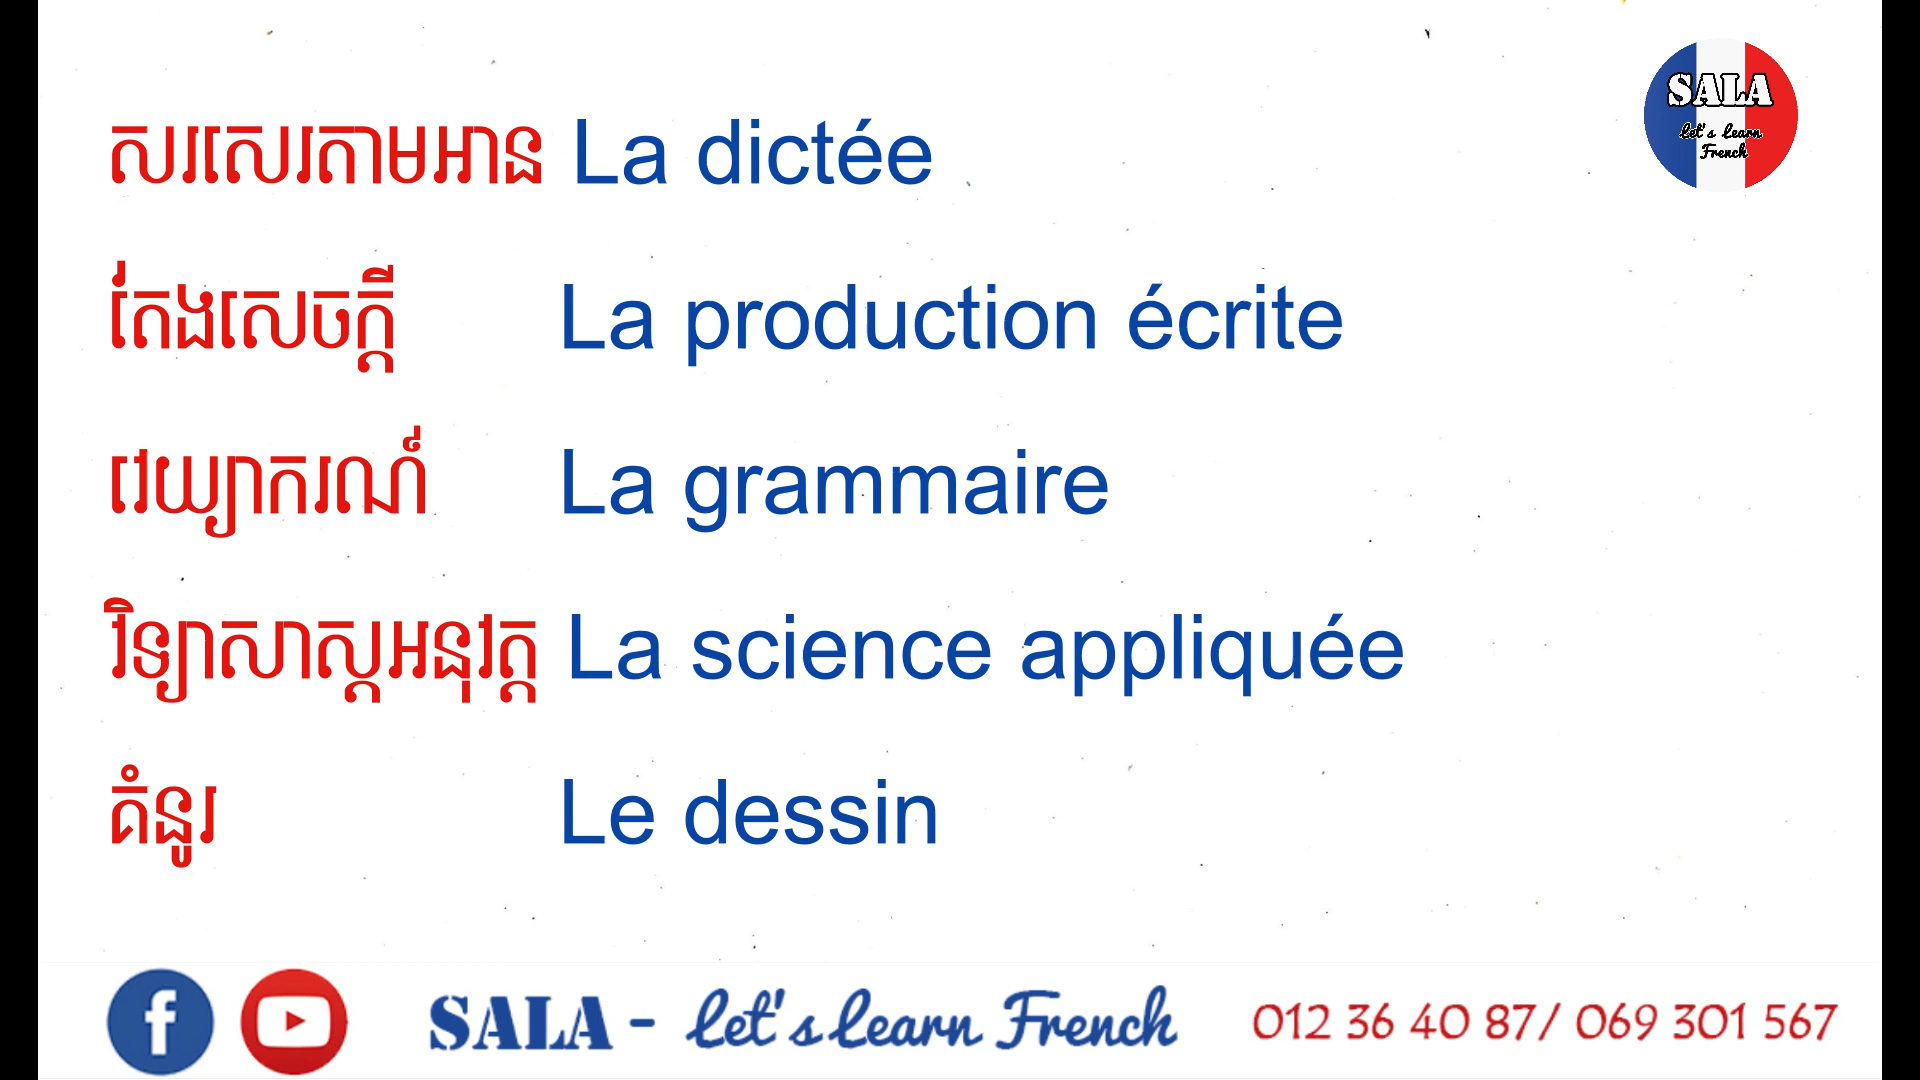 សរសេរតាមអាន La dictée
តែងសេចក្តី La production écrite
វេយ្យាករណ៍ La grammaire
វិទ្យាសាស្តអនុវត្ត La science appliquée
គំនូរ Le dessin
SALA
Let's Learn
French
SALA - Let's Learn French 012 36 40 87/ 069 301 567